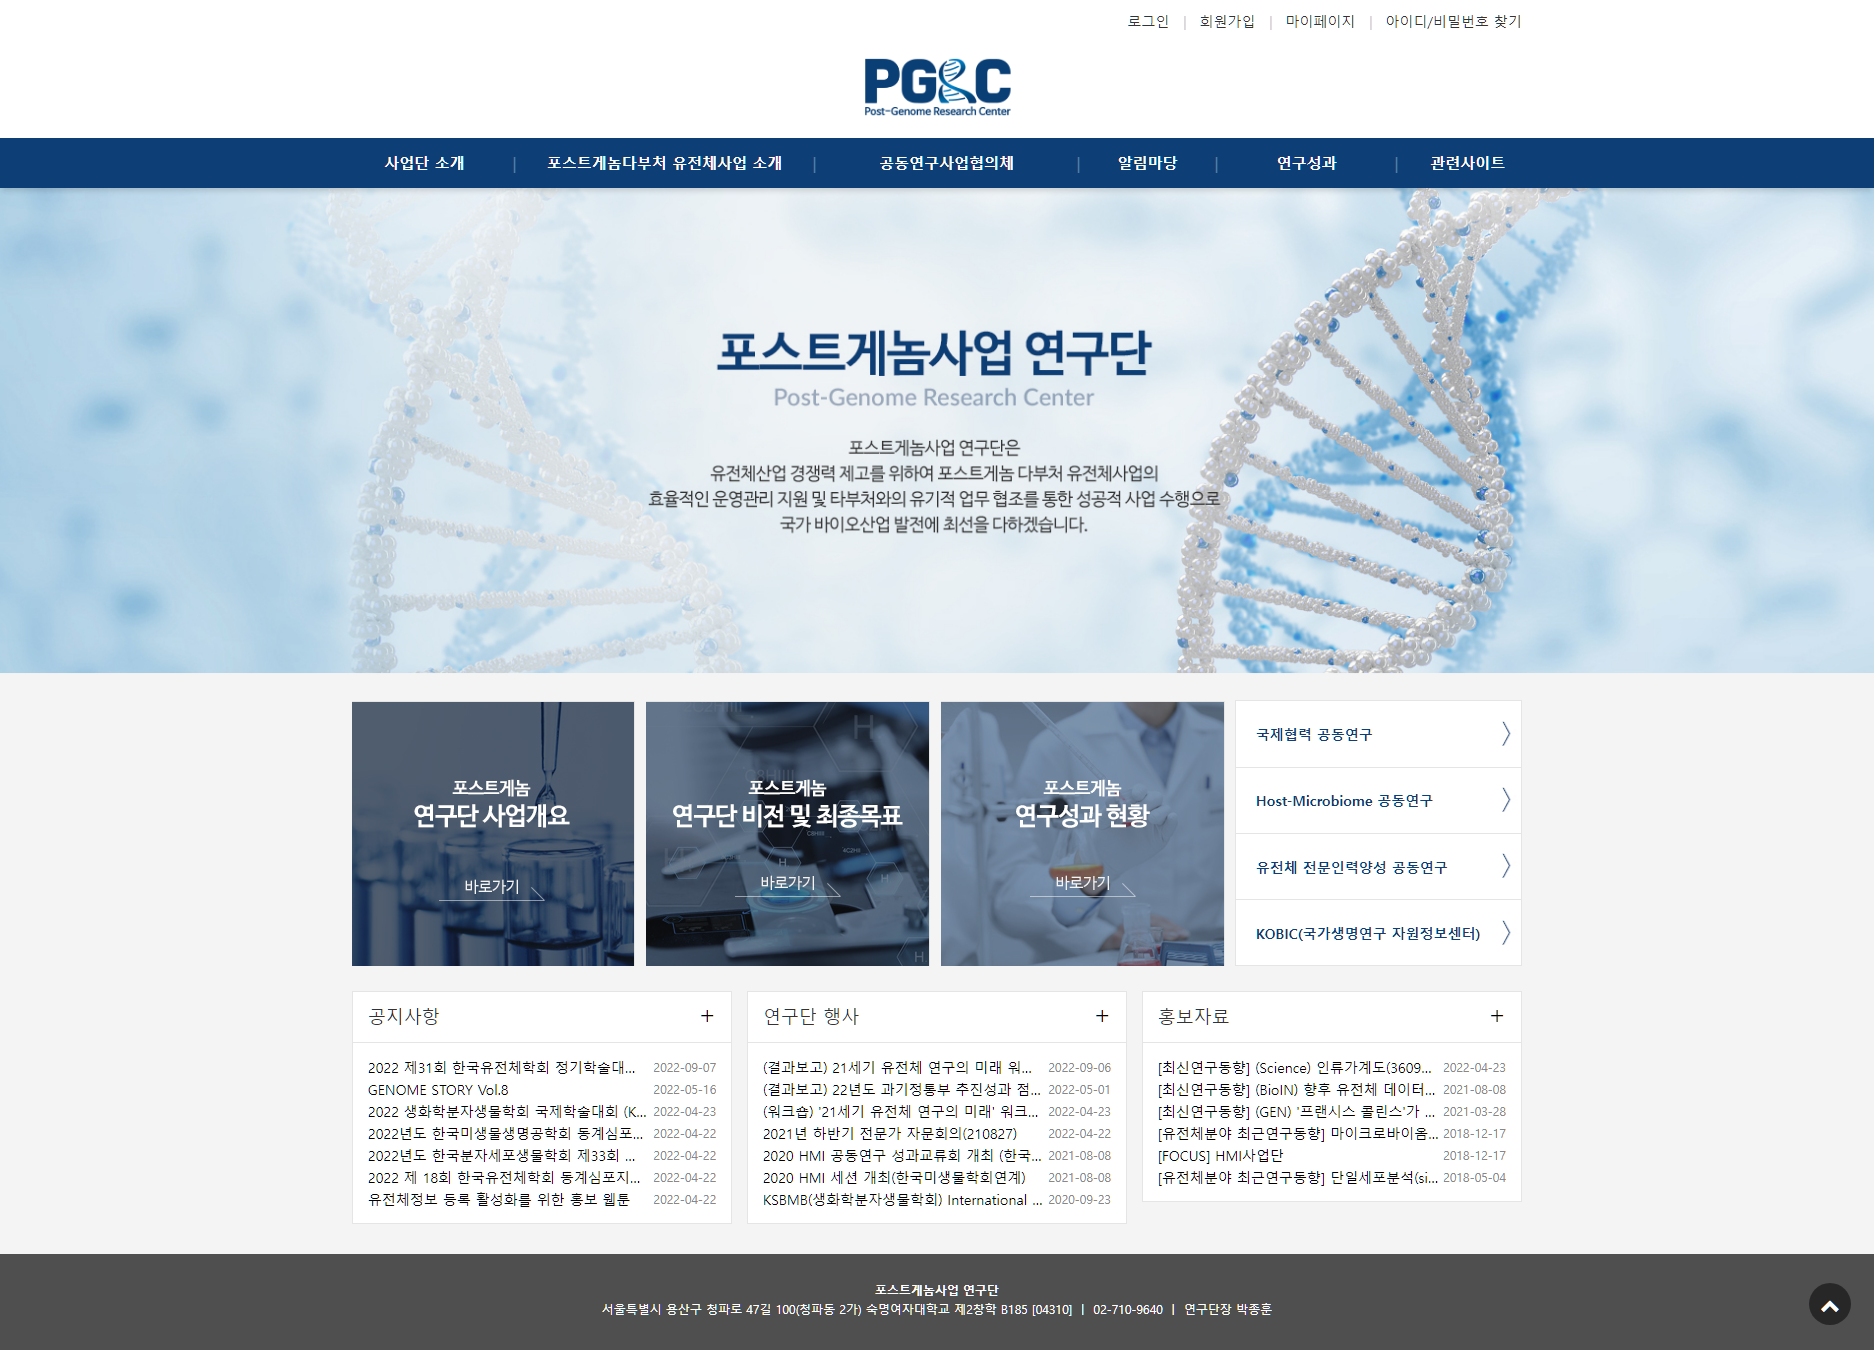 로그인 | 회원가입 | 마이페이지 | 아이디/비밀번호 찾기
PGRC
Post-Genome Research Center
사업단 소개 | 포스트게놈다부처 유전체사업 소개 | 공동연구사업협의체 | 알림마당 | 연구성과 | 관련사이트
포스트게놈사업 연구단
Post-Genome Research Center
포스트게놈사업 연구단은
유전체산업 경쟁력 제고를 위하여 포스트게놈 다부처 유전체사업의
효율적인 운영관리 지원 및 타부처와의 유기적 업무 협조를 통한 성공적 사업 수행으로
국가 바이오산업 발전에 최선을 다하겠습니다.
포스트게놈
연구단 사업개요
바로가기
포스트게놈
연구단 비전 및 최종목표
바로가기
포스트게놈
연구성과 현황
바로가기
국제협력 공동연구
Host-Microbiome 공동연구
유전체 전문인력양성 공동연구
KOBIC(국가생명연구 자원정보센터)
공지사항 +
2022 제31회 한국유전체학회 정기학술대... 2022-09-07
GENOME STORY Vol.8 2022-05-16
2022 생화학분자생물학회 국제학술대회 (K... 2022-04-23
2022년도 한국미생물생명공학회 동계심포... 2022-04-22
2022년도 한국분자세포생물학회 제33회 ... 2022-04-22
2022 제 18회 한국유전체학회 동계심포지... 2022-04-22
유전체정보 등록 활성화를 위한 홍보 웹툰 2022-04-22
연구단 행사 +
(결과보고) 21세기 유전체 연구의 미래 워... 2022-09-06
(결과보고) 22년도 과기정통부 추진성과 점... 2022-05-01
(워크숍) '21세기 유전체 연구의 미래' 워크... 2022-04-23
2021년 하반기 전문가 자문회의(210827) 2022-04-22
2020 HMI 공동연구 성과교류회 개최 (한국... 2021-08-08
2020 HMI 세션 개최(한국미생물학회연계) 2021-08-08
KSBMB(생화학분자생물학회) International ... 2020-09-23
홍보자료 +
[최신연구동향] (Science) 인류가계도(3609... 2022-04-23
[최신연구동향] (BioIN) 향후 유전체 데이터... 2021-08-08
[최신연구동향] (GEN) '프랜시스 콜린스'가 ... 2021-03-28
[유전체분야 최근연구동향] 마이크로바이옴... 2018-12-17
[FOCUS] HMI사업단 2018-12-17
[유전체분야 최근연구동향] 단일세포분석(si... 2018-05-04
포스트게놈사업 연구단
서울특별시 용산구 청파로 47길 100(청파동 2가) 숙명여자대학교 제2창학 B185 [04310] | 02-710-9640 | 연구단장 박종훈